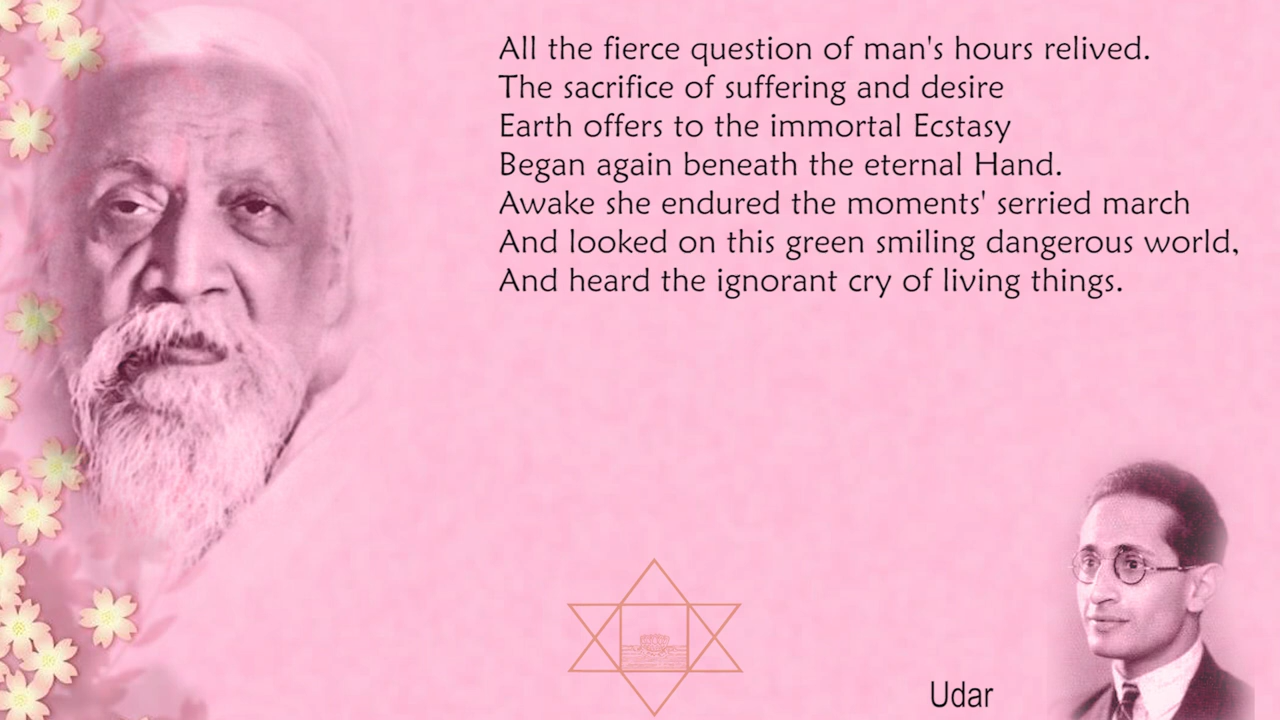 All the fierce question of man's hours relived.
The sacrifice of suffering and desire
Earth offers to the immortal Ecstasy
Began again beneath the eternal Hand.
Awake she endured the moments' serried march
And looked on this green smiling dangerous world,
And heard the ignorant cry of living things.
Udar